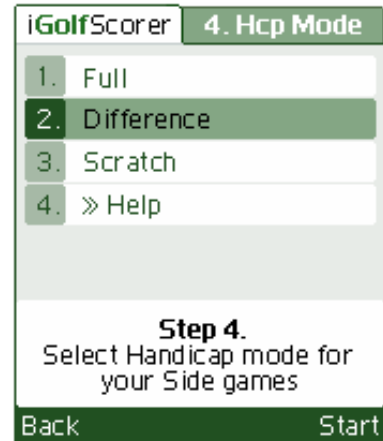 iGolfScorer 4. Hcp Mode
1. Full
2. Difference
3. Scratch
4. » Help
Step 4.
Select Handicap mode for
your Side games
Back Start